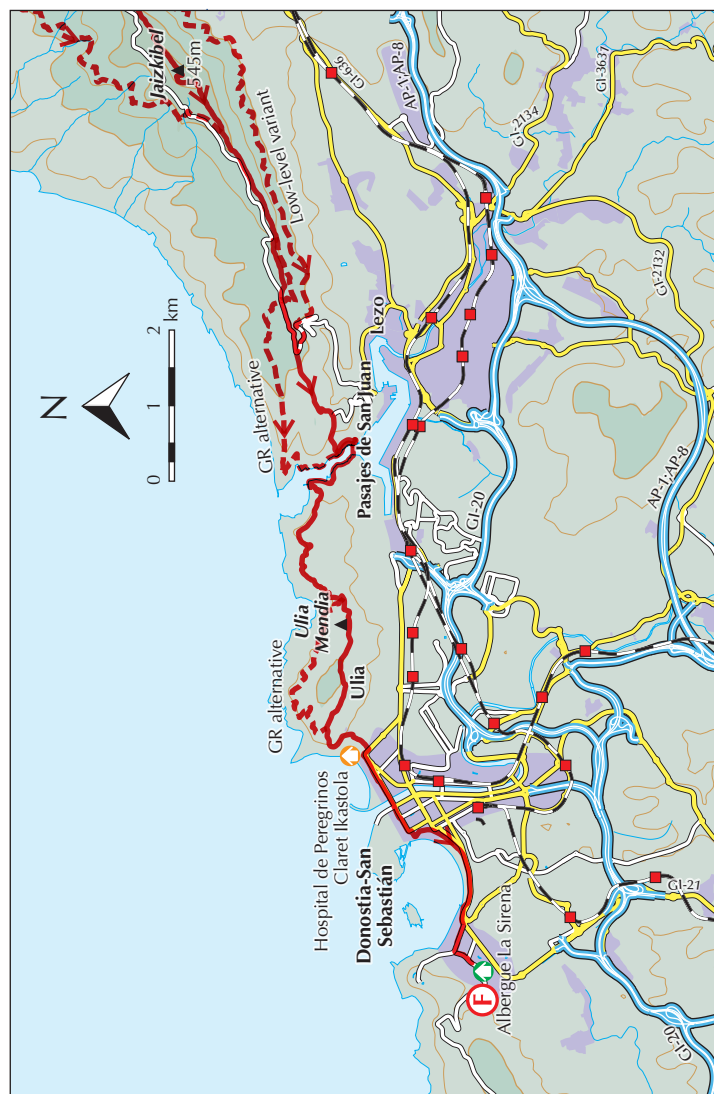 Jaizkibel
545m
Low-level variant
GI-636
AP-1;AP-8
GI-2134
GI-3637
N
0
1
2
km
GR alternative
Pasajes de San Juan
Lezo
GI-2132
GI-20
AP-1;AP-8
Ulia
Mendia
GR alternative
Ulia
Hospital de Peregrinos
Claret Ikastola
Donostia-San
Sebastián
F
Albergue La Sirena
GI-21
GI-20